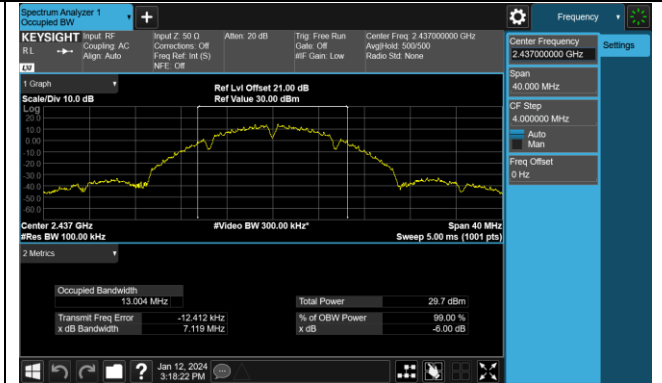 Spectrum Analyzer 1
Occupied BW
+
Frequency
KEYSIGHT Input: RF Input Z: 50 Ω Atten: 20 dB Trig: Free Run Center Freq: 2.437000000 GHz
RL Coupling: AC Corrections: Off Gate: Off Avg|Hold: 500/500
Align: Auto Freq Ref: Int (S) #IF Gain: Low Radio Std: None
LXI NFE: Off
Center Frequency
2.437000000 GHz
Settings
Span
40.000 MHz
CF Step
4.000000 MHz
Auto
Man
Freq Offset
0 Hz
1 Graph
Ref Lvl Offset 21.00 dB
Scale/Div 10.0 dB Ref Value 30.00 dBm
Log
20.0
10.0
0.00
-10.0
-20.0
-30.0
-40.0
-50.0
-60.0
Center 2.437 GHz #Video BW 300.00 kHz* Span 40 MHz
#Res BW 100.00 kHz Sweep 5.00 ms (1001 pts)
2 Metrics
Occupied Bandwidth
13.004 MHz Total Power 29.7 dBm
Transmit Freq Error -12.412 kHz % of OBW Power 99.00 %
x dB Bandwidth 7.119 MHz x dB -6.00 dB
? Jan 12, 2024
3:18:22 PM